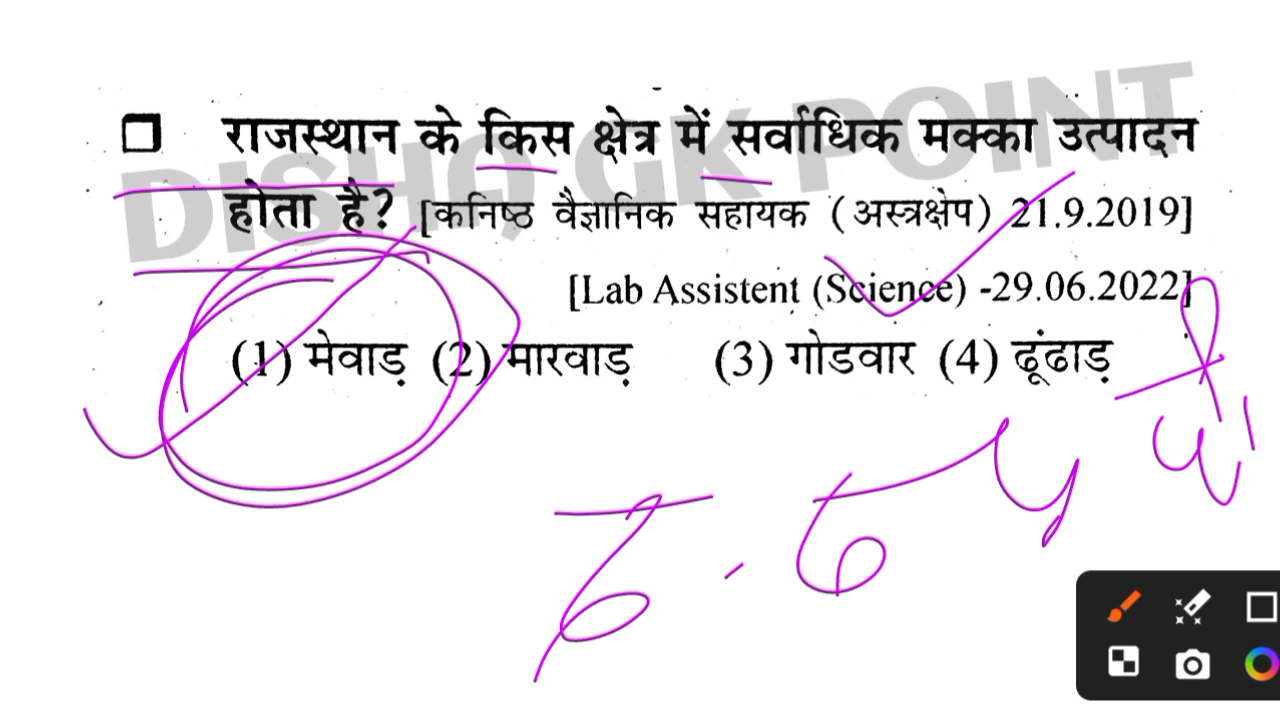 DISHA GK POINT
❑ राजस्थान के किस क्षेत्र में सर्वाधिक मक्का उत्पादन
होता है? [कनिष्ठ वैज्ञानिक सहायक (अस्त्रक्षेप) 21.9.2019]
[Lab Assistent (Science) -29.06.2022]
(1) मेवाड़ (2) मारवाड़ (3) गोडवार (4) ढूंढाड़